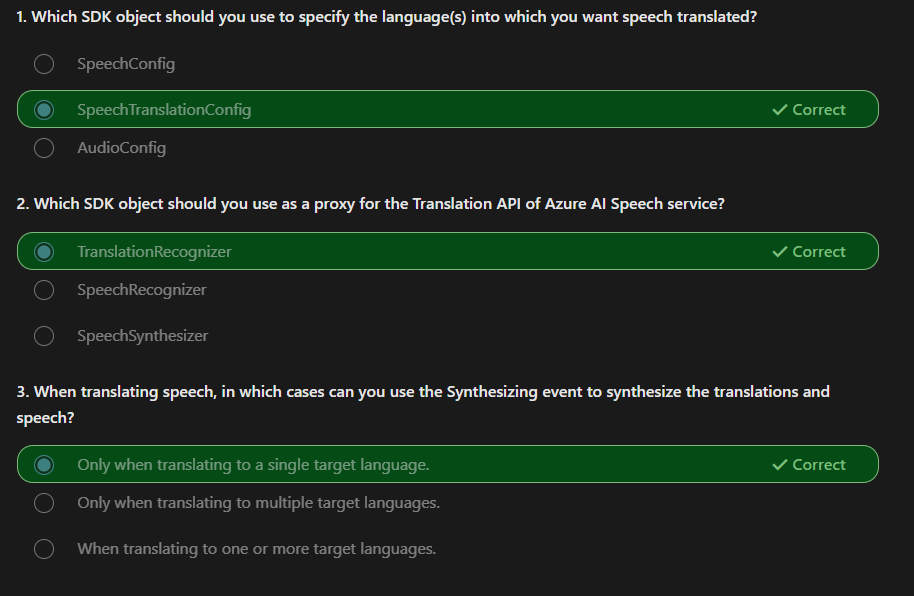 1. Which SDK object should you use to specify the language(s) into which you want speech translated?
SpeechConfig
SpeechTranslationConfig
Correct
AudioConfig
2. Which SDK object should you use as a proxy for the Translation API of Azure AI Speech service?
TranslationRecognizer
Correct
SpeechRecognizer
SpeechSynthesizer
3. When translating speech, in which cases can you use the Synthesizing event to synthesize the translations and
speech?
Only when translating to a single target language.
Correct
Only when translating to multiple target languages.
When translating to one or more target languages.